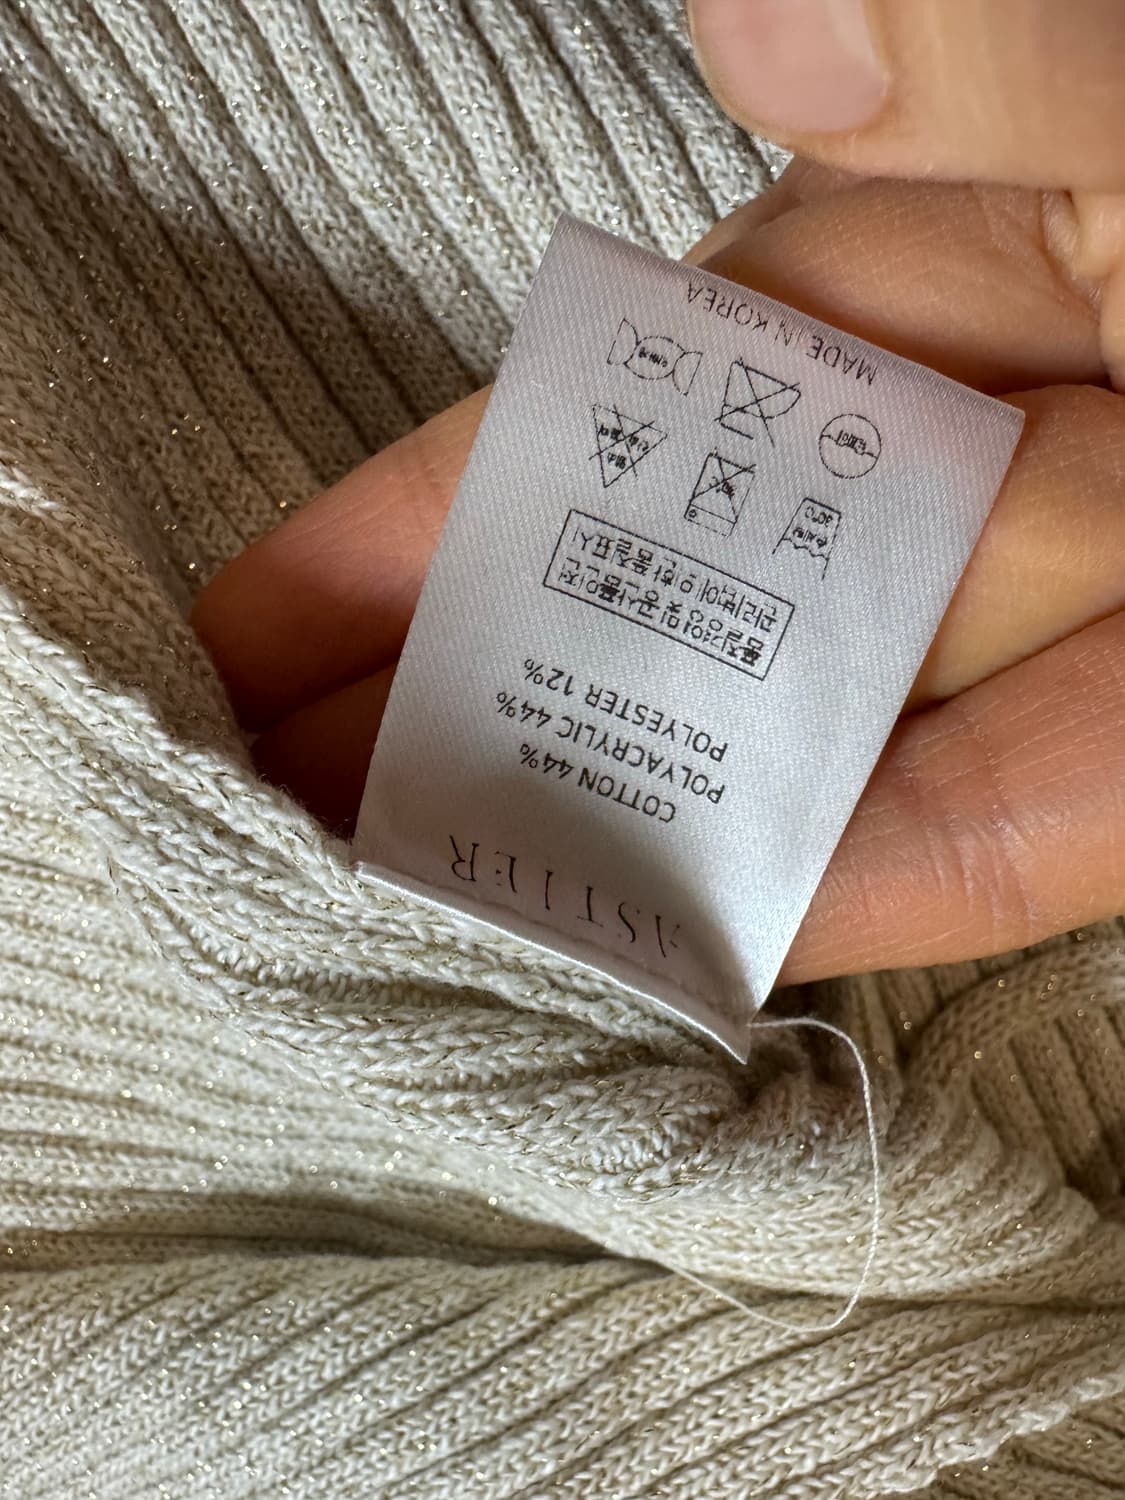 ASTIER
COTTON 44%
POLYACRYLIC 44%
POLYESTER 12%
품질경영 및 공산품안전
관리법에 의한 품질표시
30°C
MADE IN KOREA